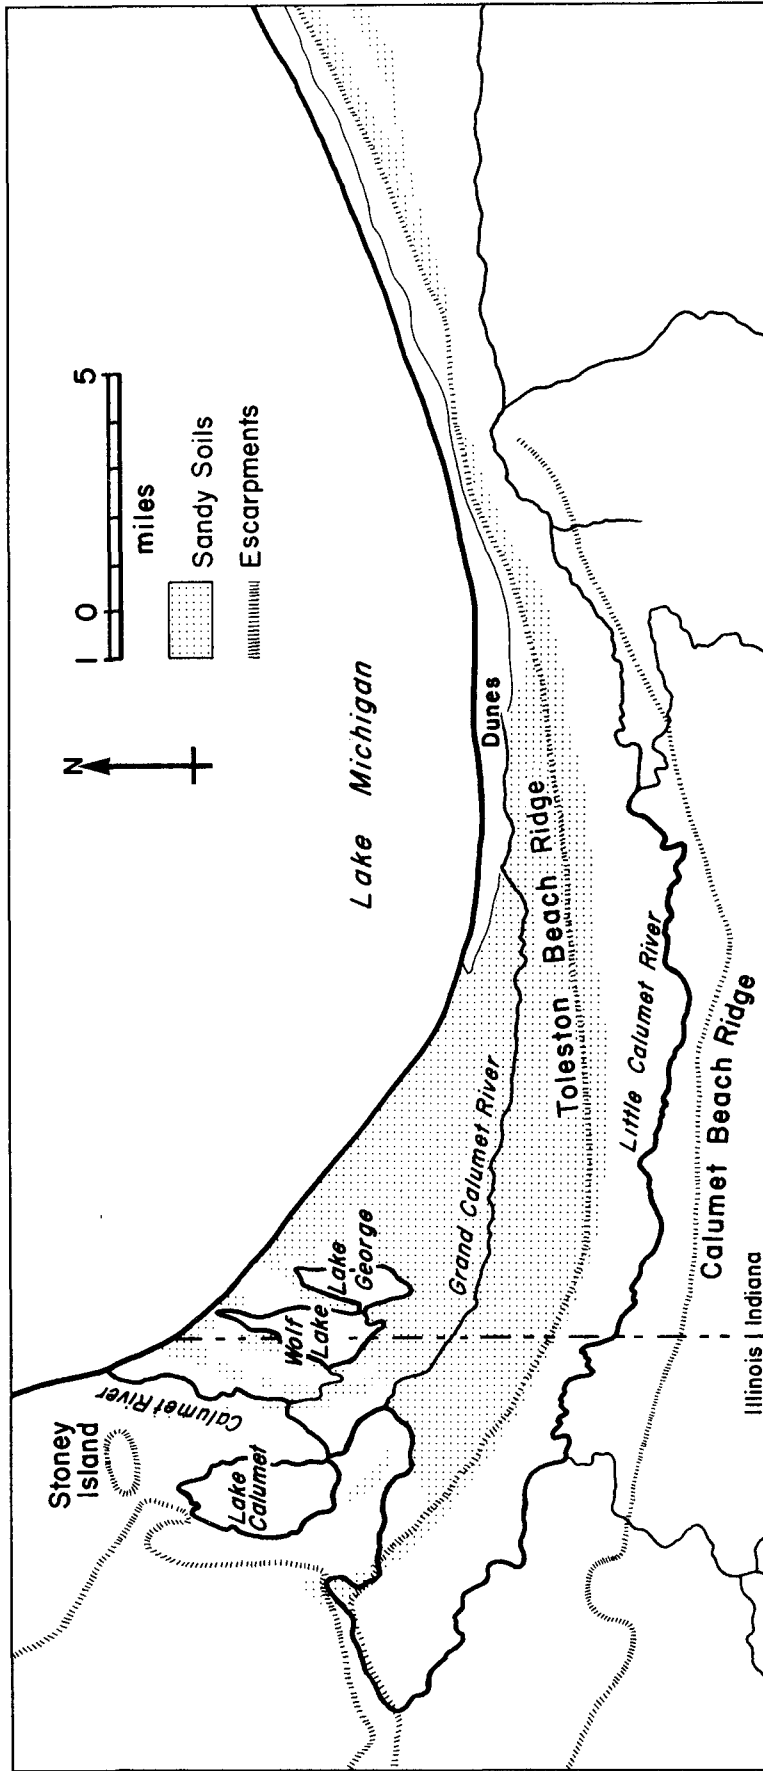 Stoney
Island
Calumet River
Lake
Calumet
Wolf
Lake
Lake
George
Lake Michigan
N
1 0 5
miles
Sandy Soils
Escarpments
Dunes
Grand Calumet River
Toleston Beach Ridge
Little Calumet River
Calumet Beach Ridge
Illinois Indiana